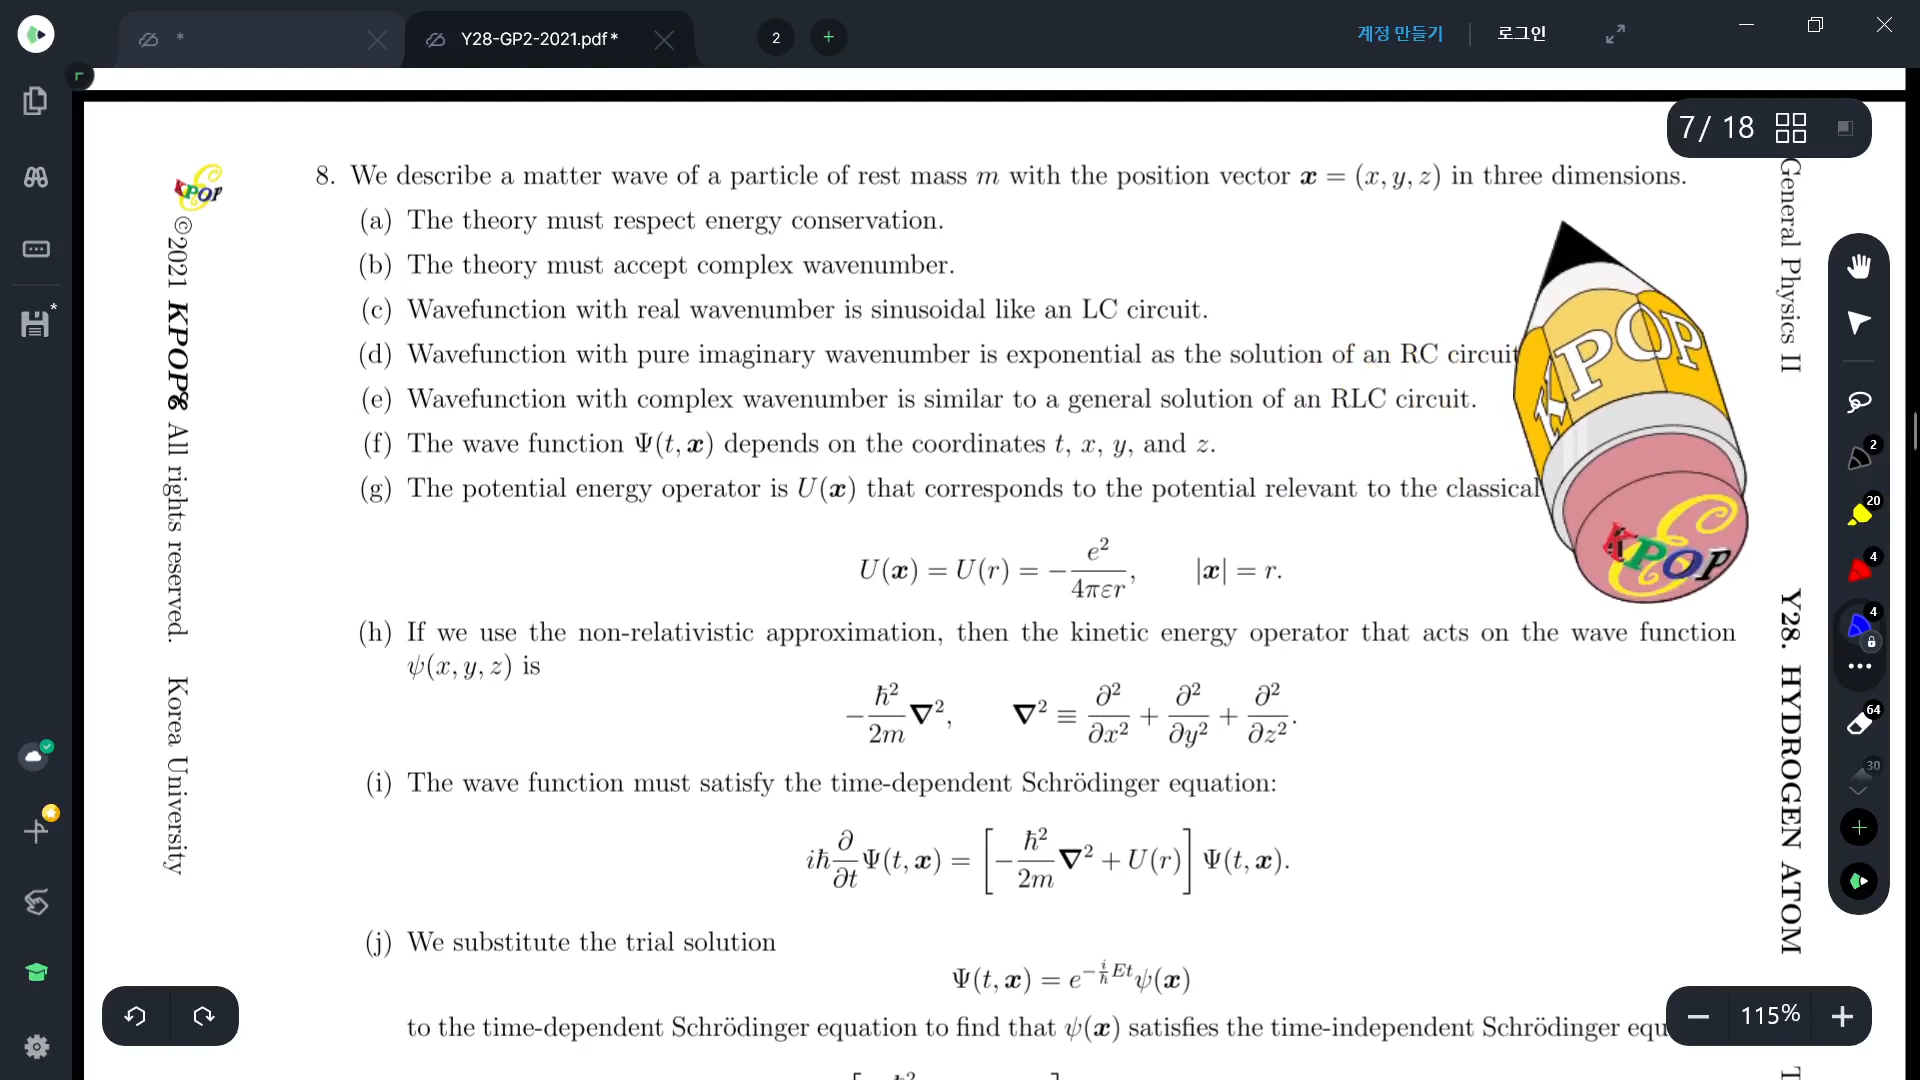 *
Y28-GP2-2021.pdf*
2
계정 만들기
로그인
7/ 18
8. We describe a matter wave of a particle of rest mass m with the position vector x = (x, y, z) in three dimensions.
(a) The theory must respect energy conservation.
(b) The theory must accept complex wavenumber.
(c) Wavefunction with real wavenumber is sinusoidal like an LC circuit.
(d) Wavefunction with pure imaginary wavenumber is exponential as the solution of an RC circuit
(e) Wavefunction with complex wavenumber is similar to a general solution of an RLC circuit.
(f) The wave function Ψ(t, x) depends on the coordinates t, x, y, and z.
(g) The potential energy operator is U(x) that corresponds to the potential relevant to the classical
U(x) = U(r) = −e²/4πεr, |x| = r.
(h) If we use the non-relativistic approximation, then the kinetic energy operator that acts on the wave function
ψ(x, y, z) is
−ħ²/2m ∇², ∇² ≡ ∂²/∂x² + ∂²/∂y² + ∂²/∂z².
(i) The wave function must satisfy the time-dependent Schrödinger equation:
iħ ∂/∂t Ψ(t, x) = [−ħ²/2m ∇² + U(r)] Ψ(t, x).
(j) We substitute the trial solution
Ψ(t, x) = e^{−i/ħ Et} ψ(x)
to the time-dependent Schrödinger equation to find that ψ(x) satisfies the time-independent Schrödinger equ
KPOPE
©2021 KPOPE All rights reserved. Korea University
General Physics II
Y28. HYDROGEN ATOM
KPOP
KPOPE
2
20
4
4
64
30
115%